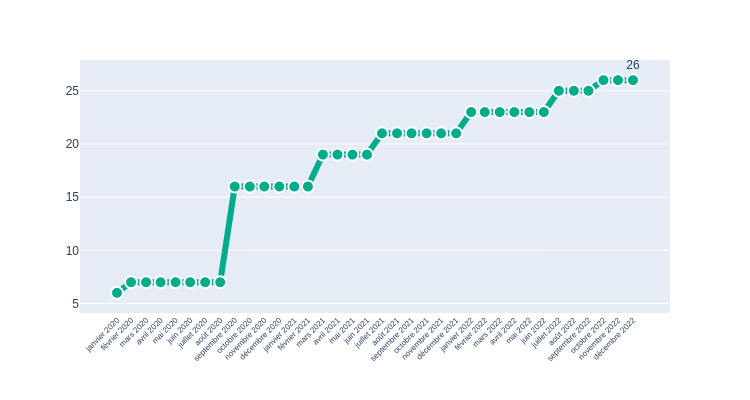 26
25
20
15
10
5
janvier 2020
février 2020
mars 2020
avril 2020
mai 2020
juin 2020
juillet 2020
août 2020
septembre 2020
octobre 2020
novembre 2020
décembre 2020
janvier 2021
février 2021
mars 2021
avril 2021
mai 2021
juin 2021
juillet 2021
août 2021
septembre 2021
octobre 2021
novembre 2021
décembre 2021
janvier 2022
février 2022
mars 2022
avril 2022
mai 2022
juin 2022
juillet 2022
août 2022
septembre 2022
octobre 2022
novembre 2022
décembre 2022